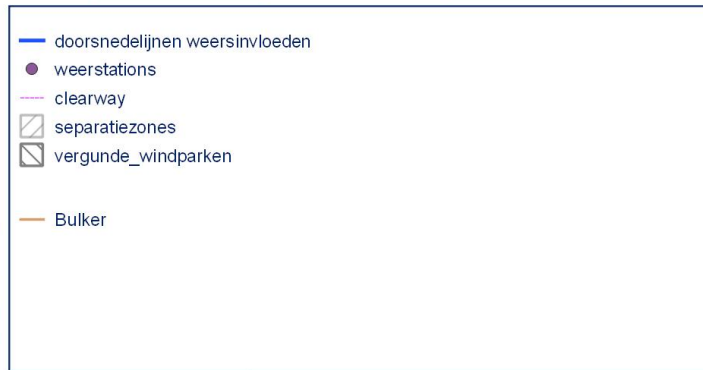 doorsnedelijnen weersinvloeden
weerstations
clearway
separatiezones
vergunde_windparken
Bulker